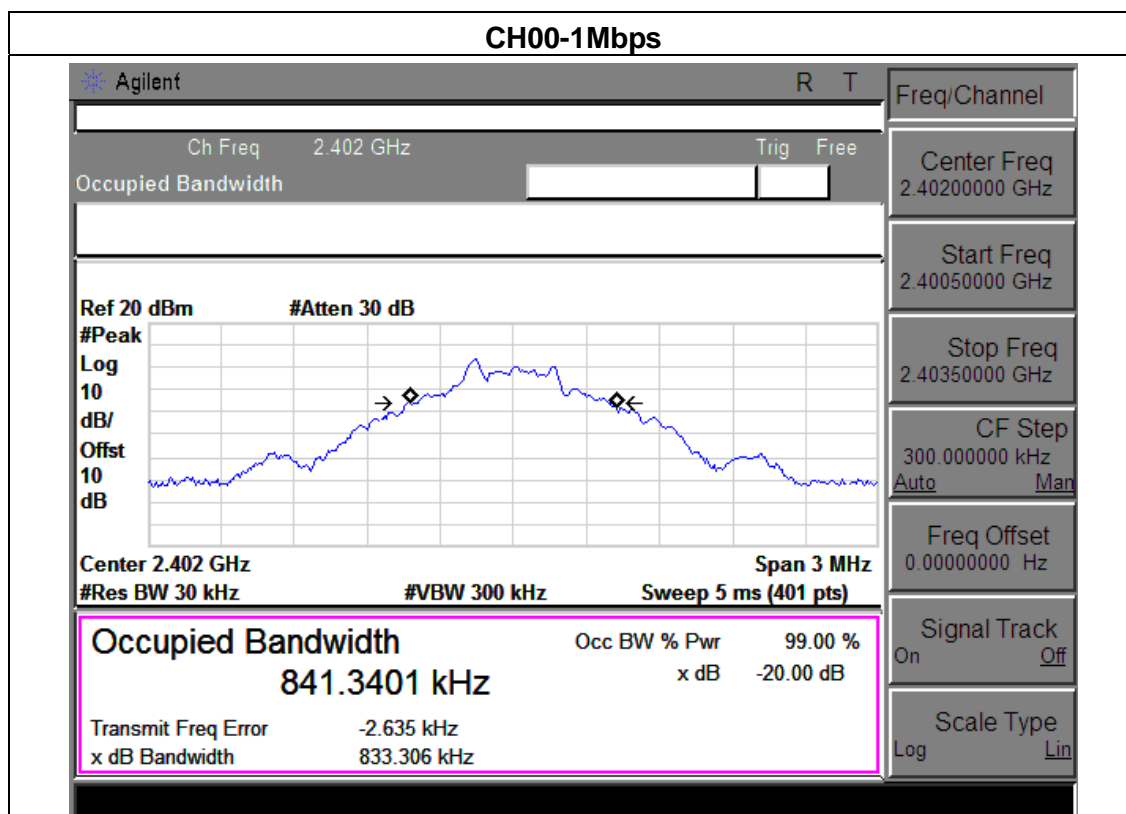 CH00-1Mbps
Agilent R T
Ch Freq 2.402 GHz Trig Free
Occupied Bandwidth
Ref 20 dBm #Atten 30 dB
#Peak
Log
10
dB/
Offst
10
dB
Center 2.402 GHz Span 3 MHz
#Res BW 30 kHz #VBW 300 kHz Sweep 5 ms (401 pts)
Occupied Bandwidth Occ BW % Pwr 99.00 %
841.3401 kHz x dB -20.00 dB
Transmit Freq Error -2.635 kHz
x dB Bandwidth 833.306 kHz
Freq/Channel
Center Freq
2.40200000 GHz
Start Freq
2.40050000 GHz
Stop Freq
2.40350000 GHz
CF Step
300.000000 kHz
Auto Man
Freq Offset
0.00000000 Hz
Signal Track
On Off
Scale Type
Log Lin